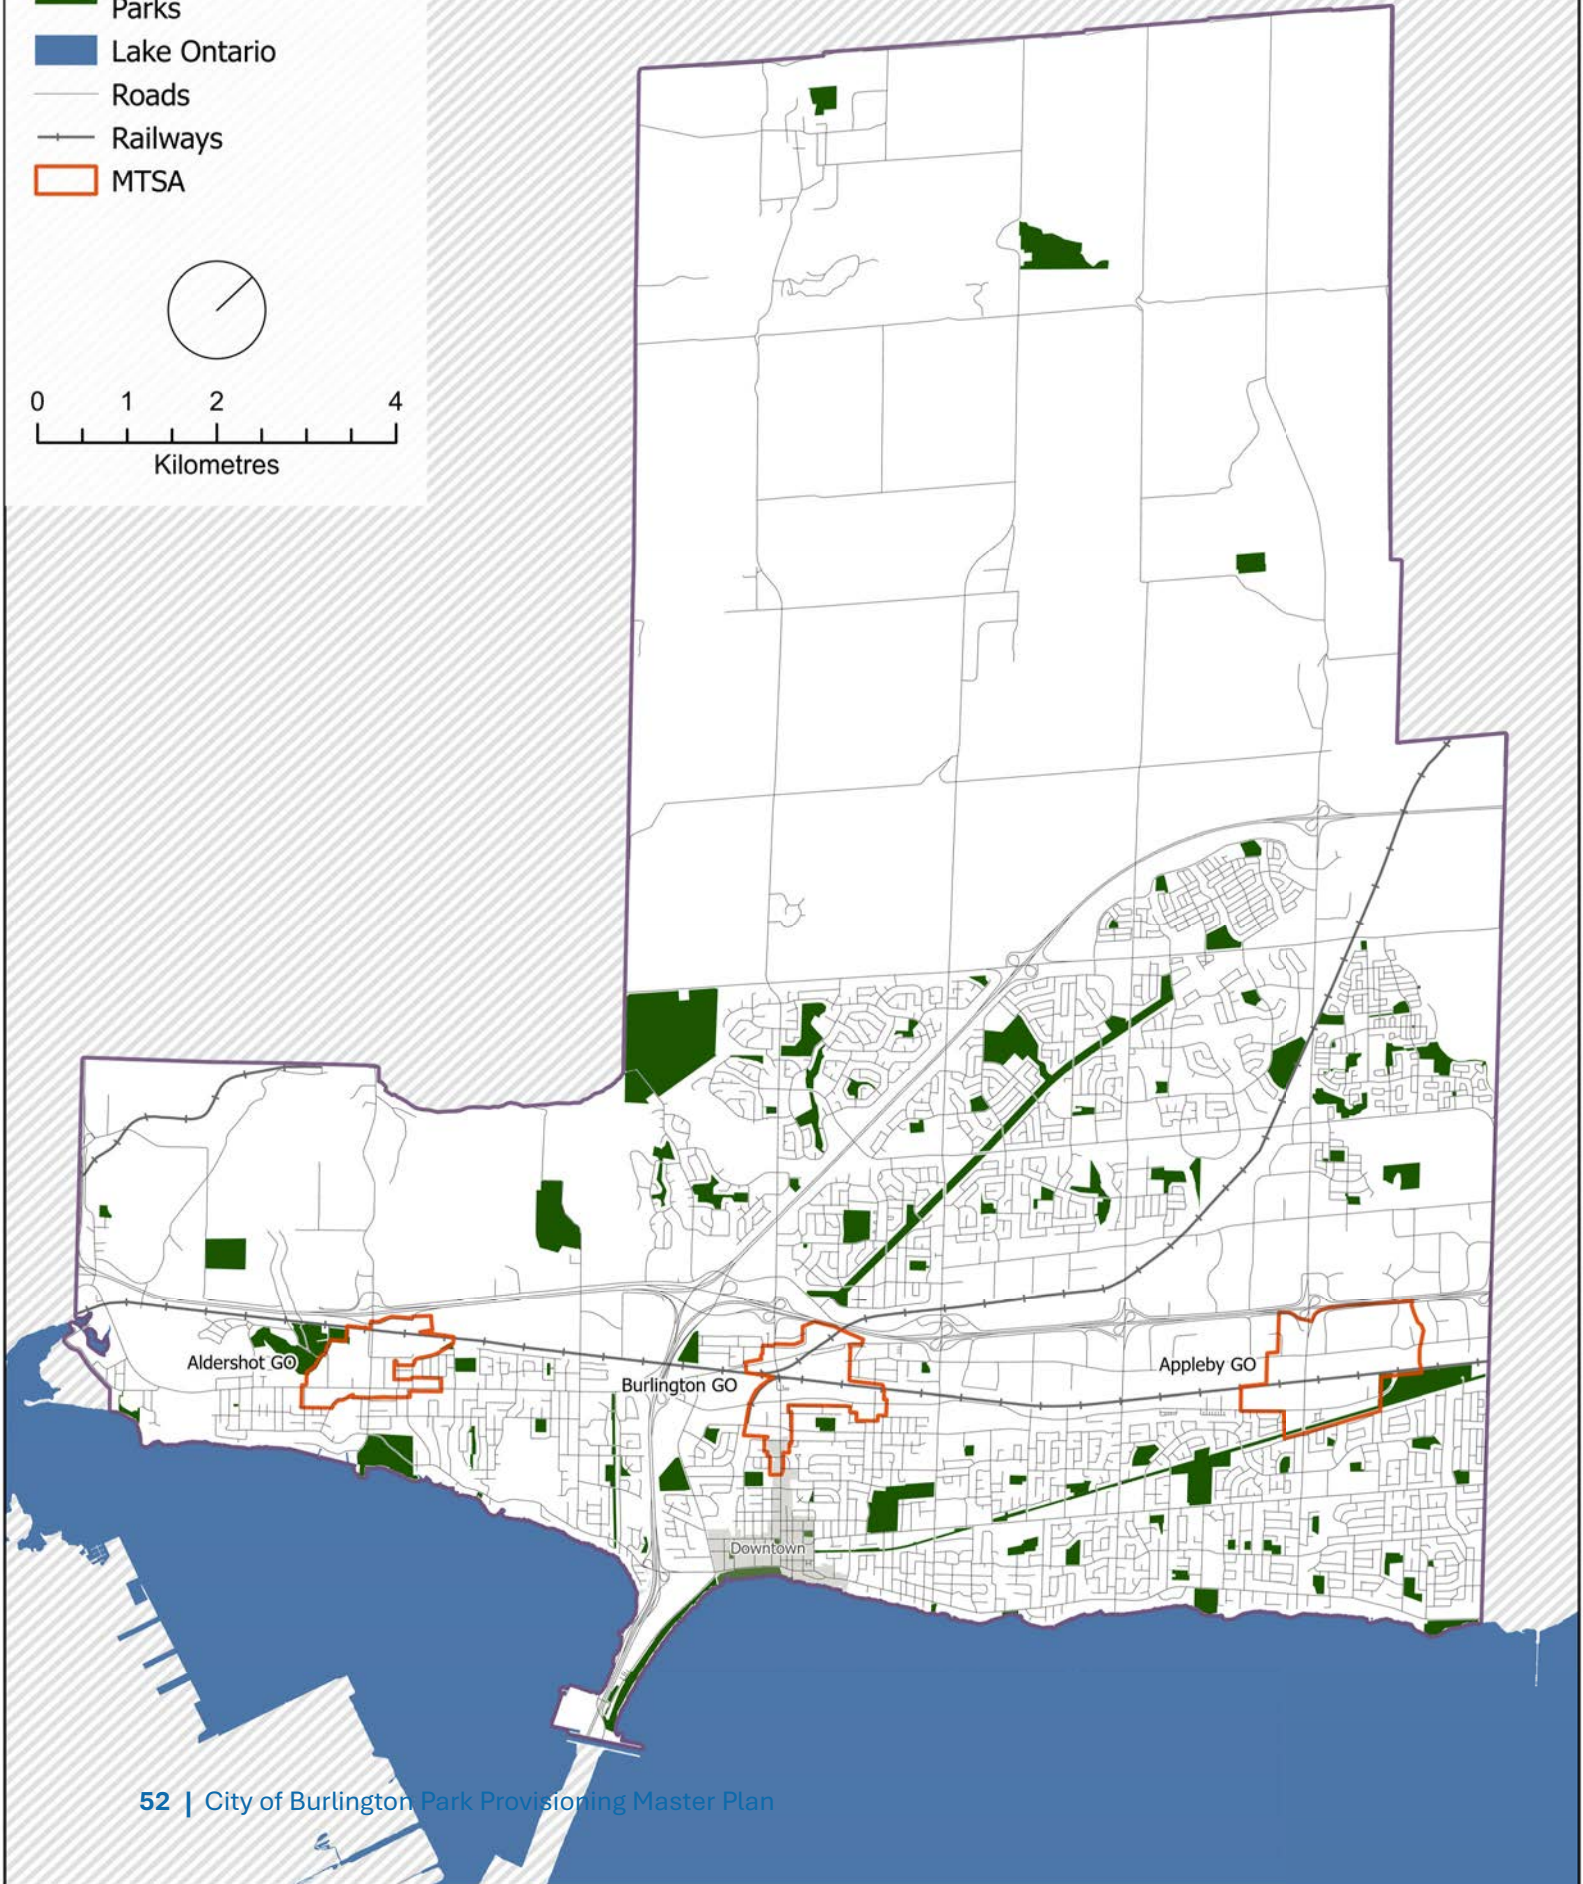 Parks
Lake Ontario
Roads
Railways
MTSA
0 1 2 4
Kilometres
Aldershot GO
Burlington GO
Appleby GO
Downtown
52 | City of Burlington Park Provisioning Master Plan